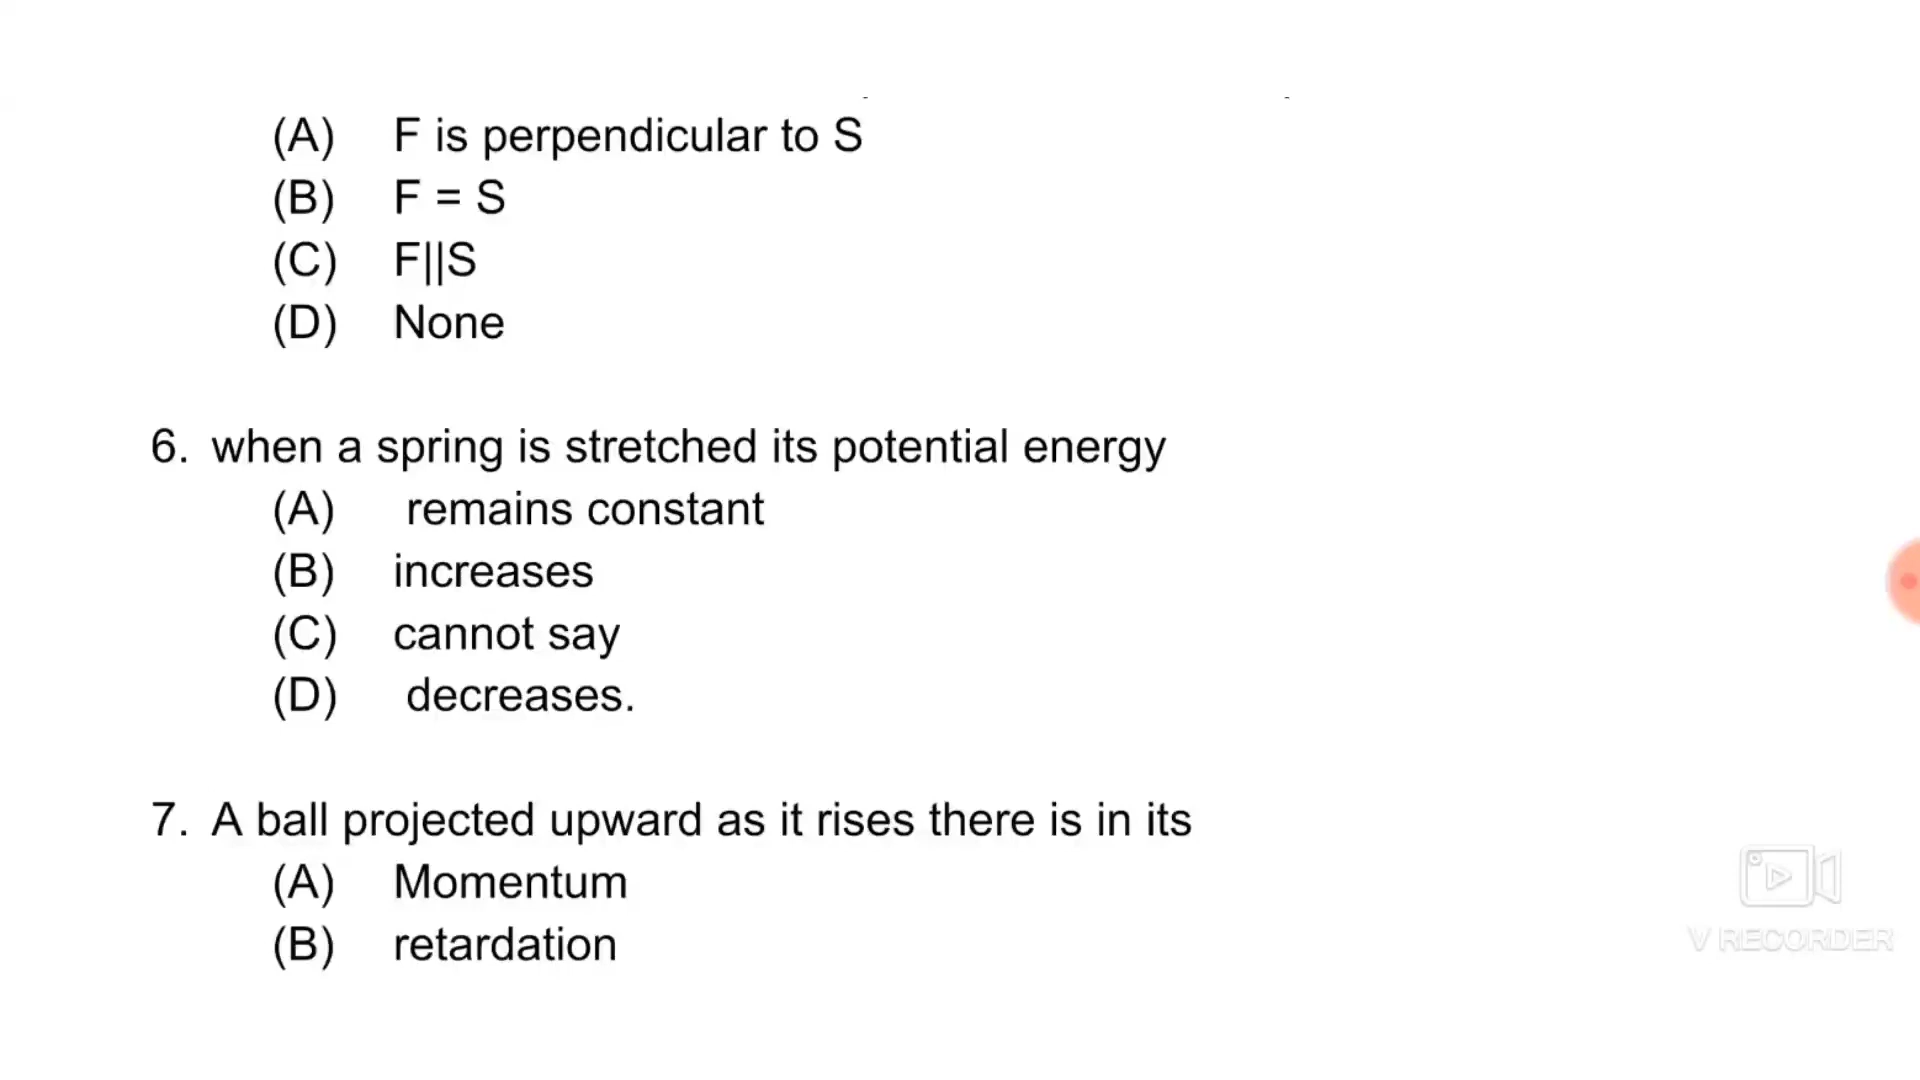 (A) F is perpendicular to S
(B) F = S
(C) F||S
(D) None
6. when a spring is stretched its potential energy
(A) remains constant
(B) increases
(C) cannot say
(D) decreases.
7. A ball projected upward as it rises there is in its
(A) Momentum
(B) retardation
V RECORDER